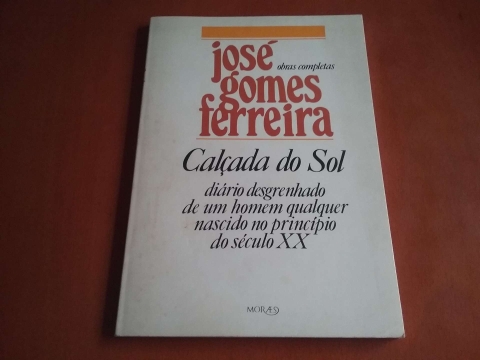 josé
obras completas
gomes
ferreira
Calçada do Sol
diário desgrenhado
de um homem qualquer
nascido no princípio
do século XX
MORAES